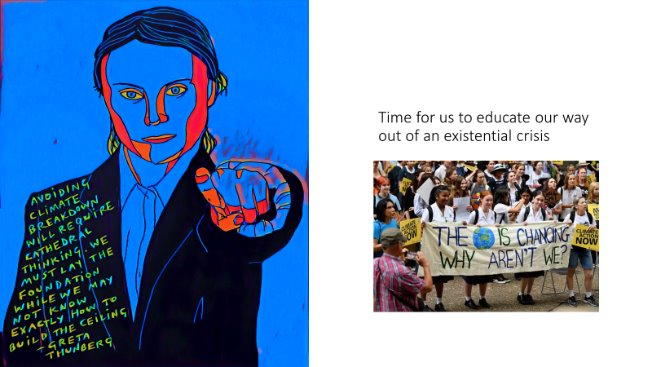 AVOIDING
CLIMATE
BREAKDOWN
WILL REQUIRE
CATHEDRAL
THINKING WE
MUST LAY THE
FOUNDATION
WHILE WE MAY
NOT KNOW
EXACTLY HOW TO
BUILD THE CEILING
- GRETA
THUNBERG
Time for us to educate our way
out of an existential crisis
THE IS CHANGING
WHY AREN'T WE?
CLIMATE
ACTION
NOW